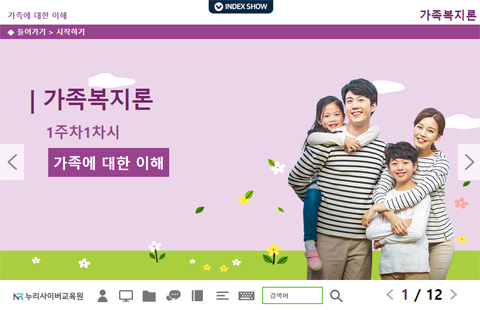 INDEX SHOW
가족에 대한 이해
가족복지론
◆ 들어가기 > 시작하기
| 가족복지론
1주차1차시
가족에 대한 이해
NR 누리사이버교육원
검색어
1 / 12